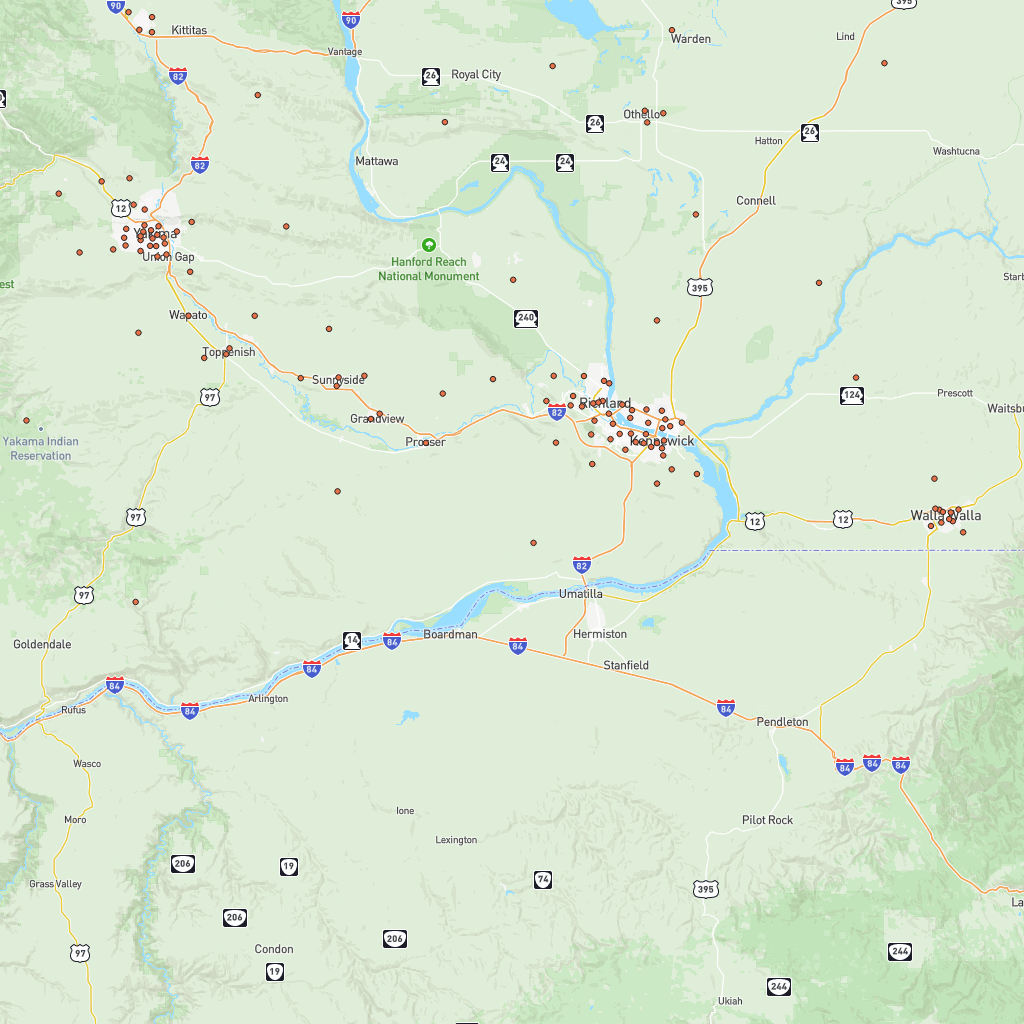 90
Kittitas
90
395
Warden
Lind
Vantage
82
26
Royal City
Othello
26
26
Hatton
Washtucna
82
Mattawa
24
24
12
Connell
Yakima
Union Gap
Hanford Reach
National Monument
395
240
Wapato
Toppenish
Sunnyside
97
Grandview
82
Richland
124
Prescott
Prosser
Kennewick
Yakama Indian
Reservation
97
12
12
Walla Walla
82
97
Umatilla
Goldendale
14
84
Boardman
84
Hermiston
Stanfield
84
84
Arlington
84
Rufus
84
Pendleton
Wasco
84
84
84
Moro
Ione
Lexington
Pilot Rock
206
19
74
Grass Valley
395
206
206
97
Condon
19
244
244
Ukiah